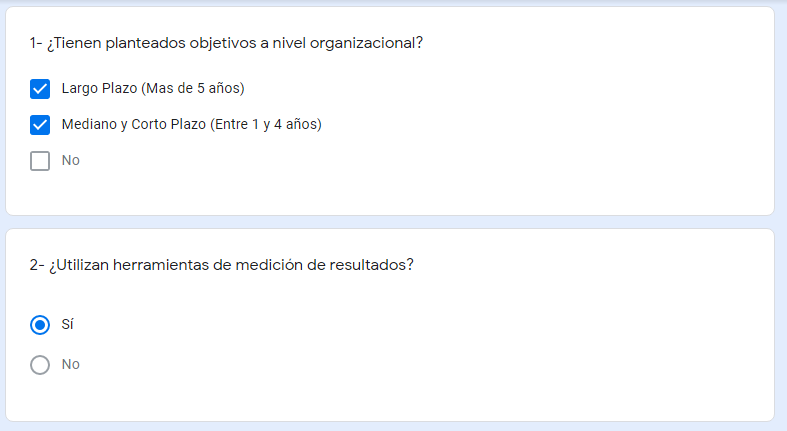 1- ¿Tienen planteados objetivos a nivel organizacional?
Largo Plazo (Mas de 5 años)
Mediano y Corto Plazo (Entre 1 y 4 años)
No
2- ¿Utilizan herramientas de medición de resultados?
Sí
No